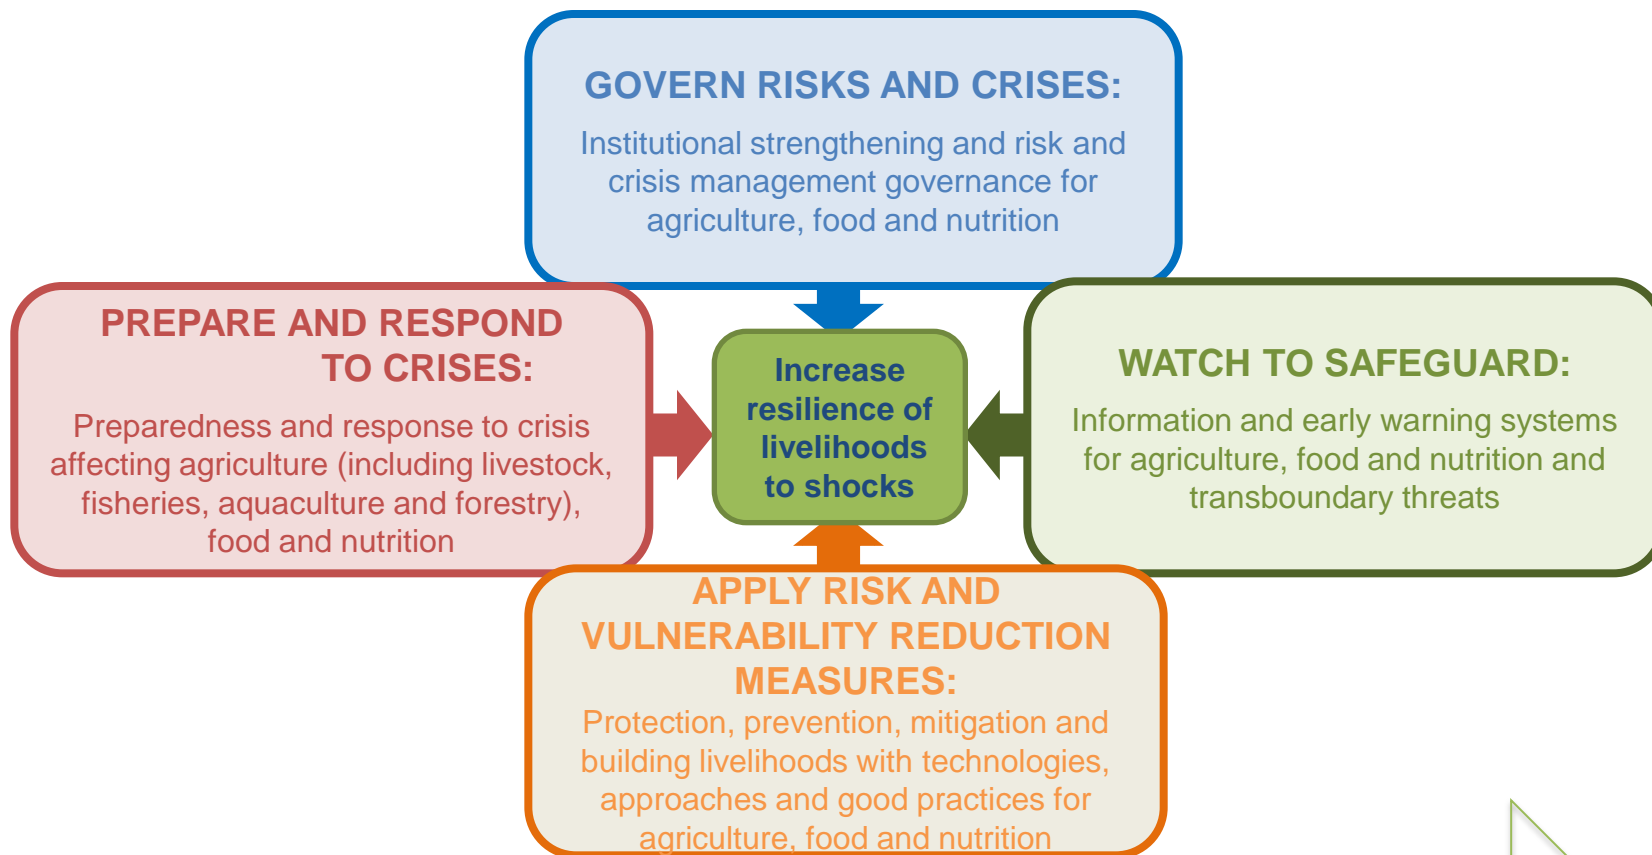 GOVERN RISKS AND CRISES:
Institutional strengthening and risk and
crisis management governance for
agriculture, food and nutrition
PREPARE AND RESPOND
TO CRISES:
Preparedness and response to crisis
affecting agriculture (including livestock,
fisheries, aquaculture and forestry),
food and nutrition
Increase
resilience of
livelihoods
to shocks
WATCH TO SAFEGUARD:
Information and early warning systems
for agriculture, food and nutrition and
transboundary threats
APPLY RISK AND
VULNERABILITY REDUCTION
MEASURES:
Protection, prevention, mitigation and
building livelihoods with technologies,
approaches and good practices for
agriculture, food and nutrition